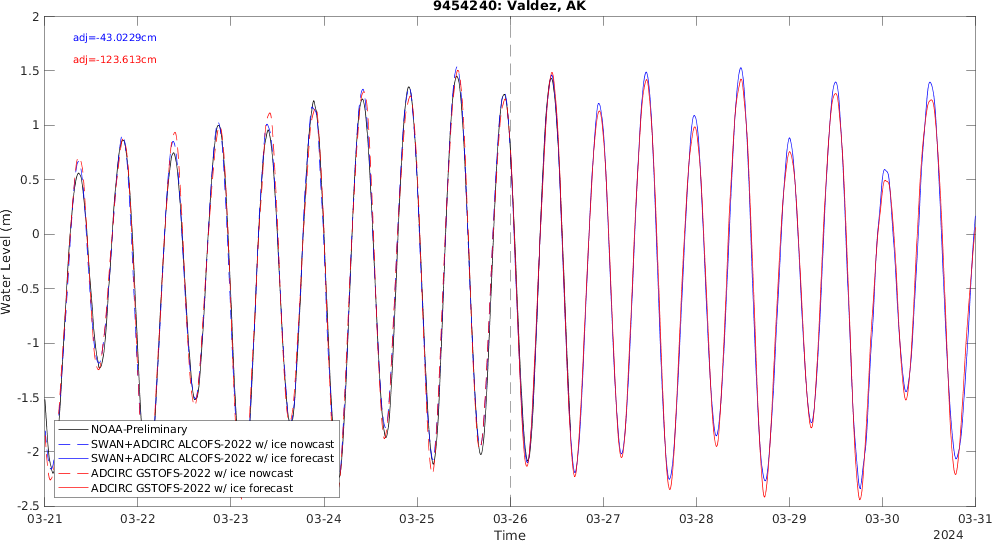 9454240: Valdez, AK
adj=-43.0229cm
adj=-123.613cm
2
1.5
1
0.5
0
-0.5
-1
-1.5
-2
-2.5
Water Level (m)
NOAA-Preliminary
SWAN+ADCIRC ALCOFS-2022 w/ ice nowcast
SWAN+ADCIRC ALCOFS-2022 w/ ice forecast
ADCIRC GSTOFS-2022 w/ ice nowcast
ADCIRC GSTOFS-2022 w/ ice forecast
03-21 03-22 03-23 03-24 03-25 03-26 03-27 03-28 03-29 03-30 03-31
Time
2024